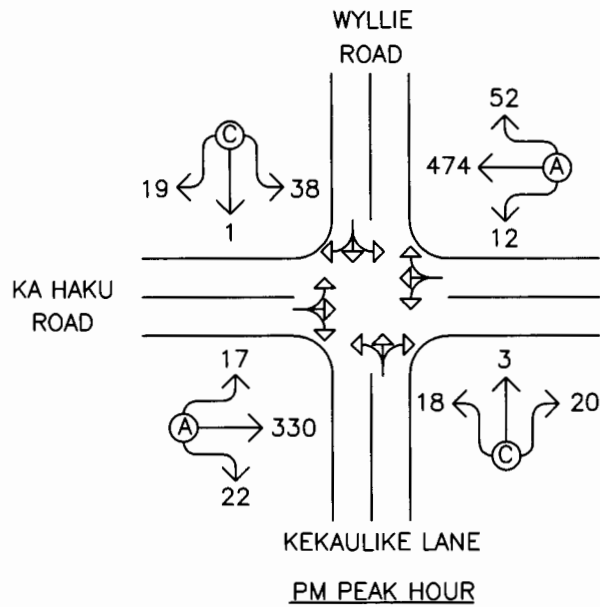 WYLLIE
ROAD
52
C
474
A
19
38
1
12
KA HAKU
ROAD
17
3
A
330
18
20
C
22
KEKAULIKE LANE
PM PEAK HOUR